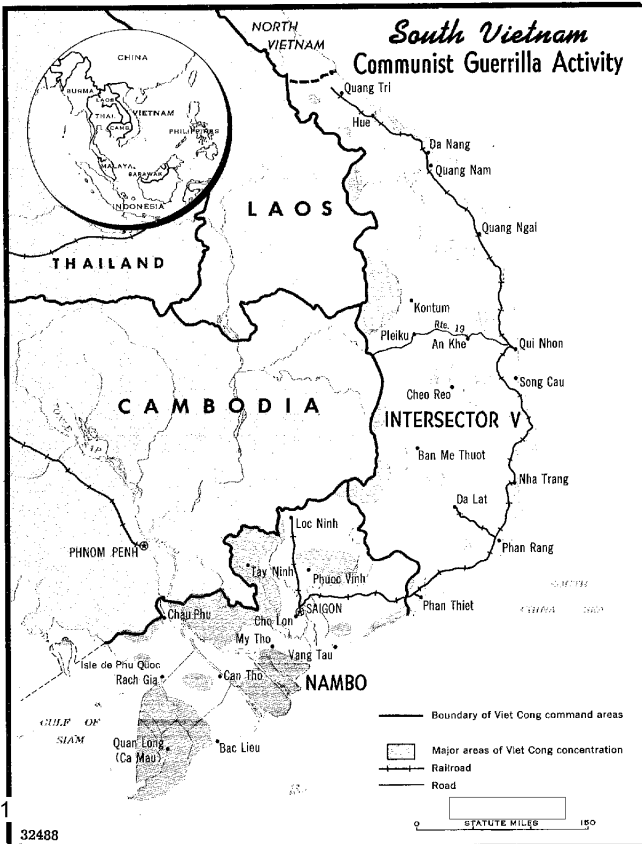 South Vietnam
Communist Guerrilla Activity
NORTH
VIETNAM
CHINA
BURMA
LAOS
VIETNAM
THAI.
CAMB.
PHILIPPINES
MALAYA
SARAWAK
INDONESIA
Quang Tri
Hue
Da Nang
Quang Nam
LAOS
Quang Ngai
THAILAND
Kontum
Rte. 19
Pleiku
An Khe
Qui Nhon
Song Cau
Cheo Reo
CAMBODIA
INTERSECTOR V
Ban Me Thuot
Nha Trang
Da Lat
Loc Ninh
PHNOM PENH
Phan Rang
Tay Ninh
Phuoc Vinh
SOUTH
CHINA SEA
Chau Phu
SAIGON
Phan Thiet
Cho Lon
My Tho
Vang Tau
Isle de Phu Quoc
Rach Gia
Can Tho
NAMBO
GULF OF
SIAM
Quan Long
(Ca Mau)
Bac Lieu
Boundary of Viet Cong command areas
Major areas of Viet Cong concentration
Railroad
Road
0 STATUTE MILES 150
1
32488